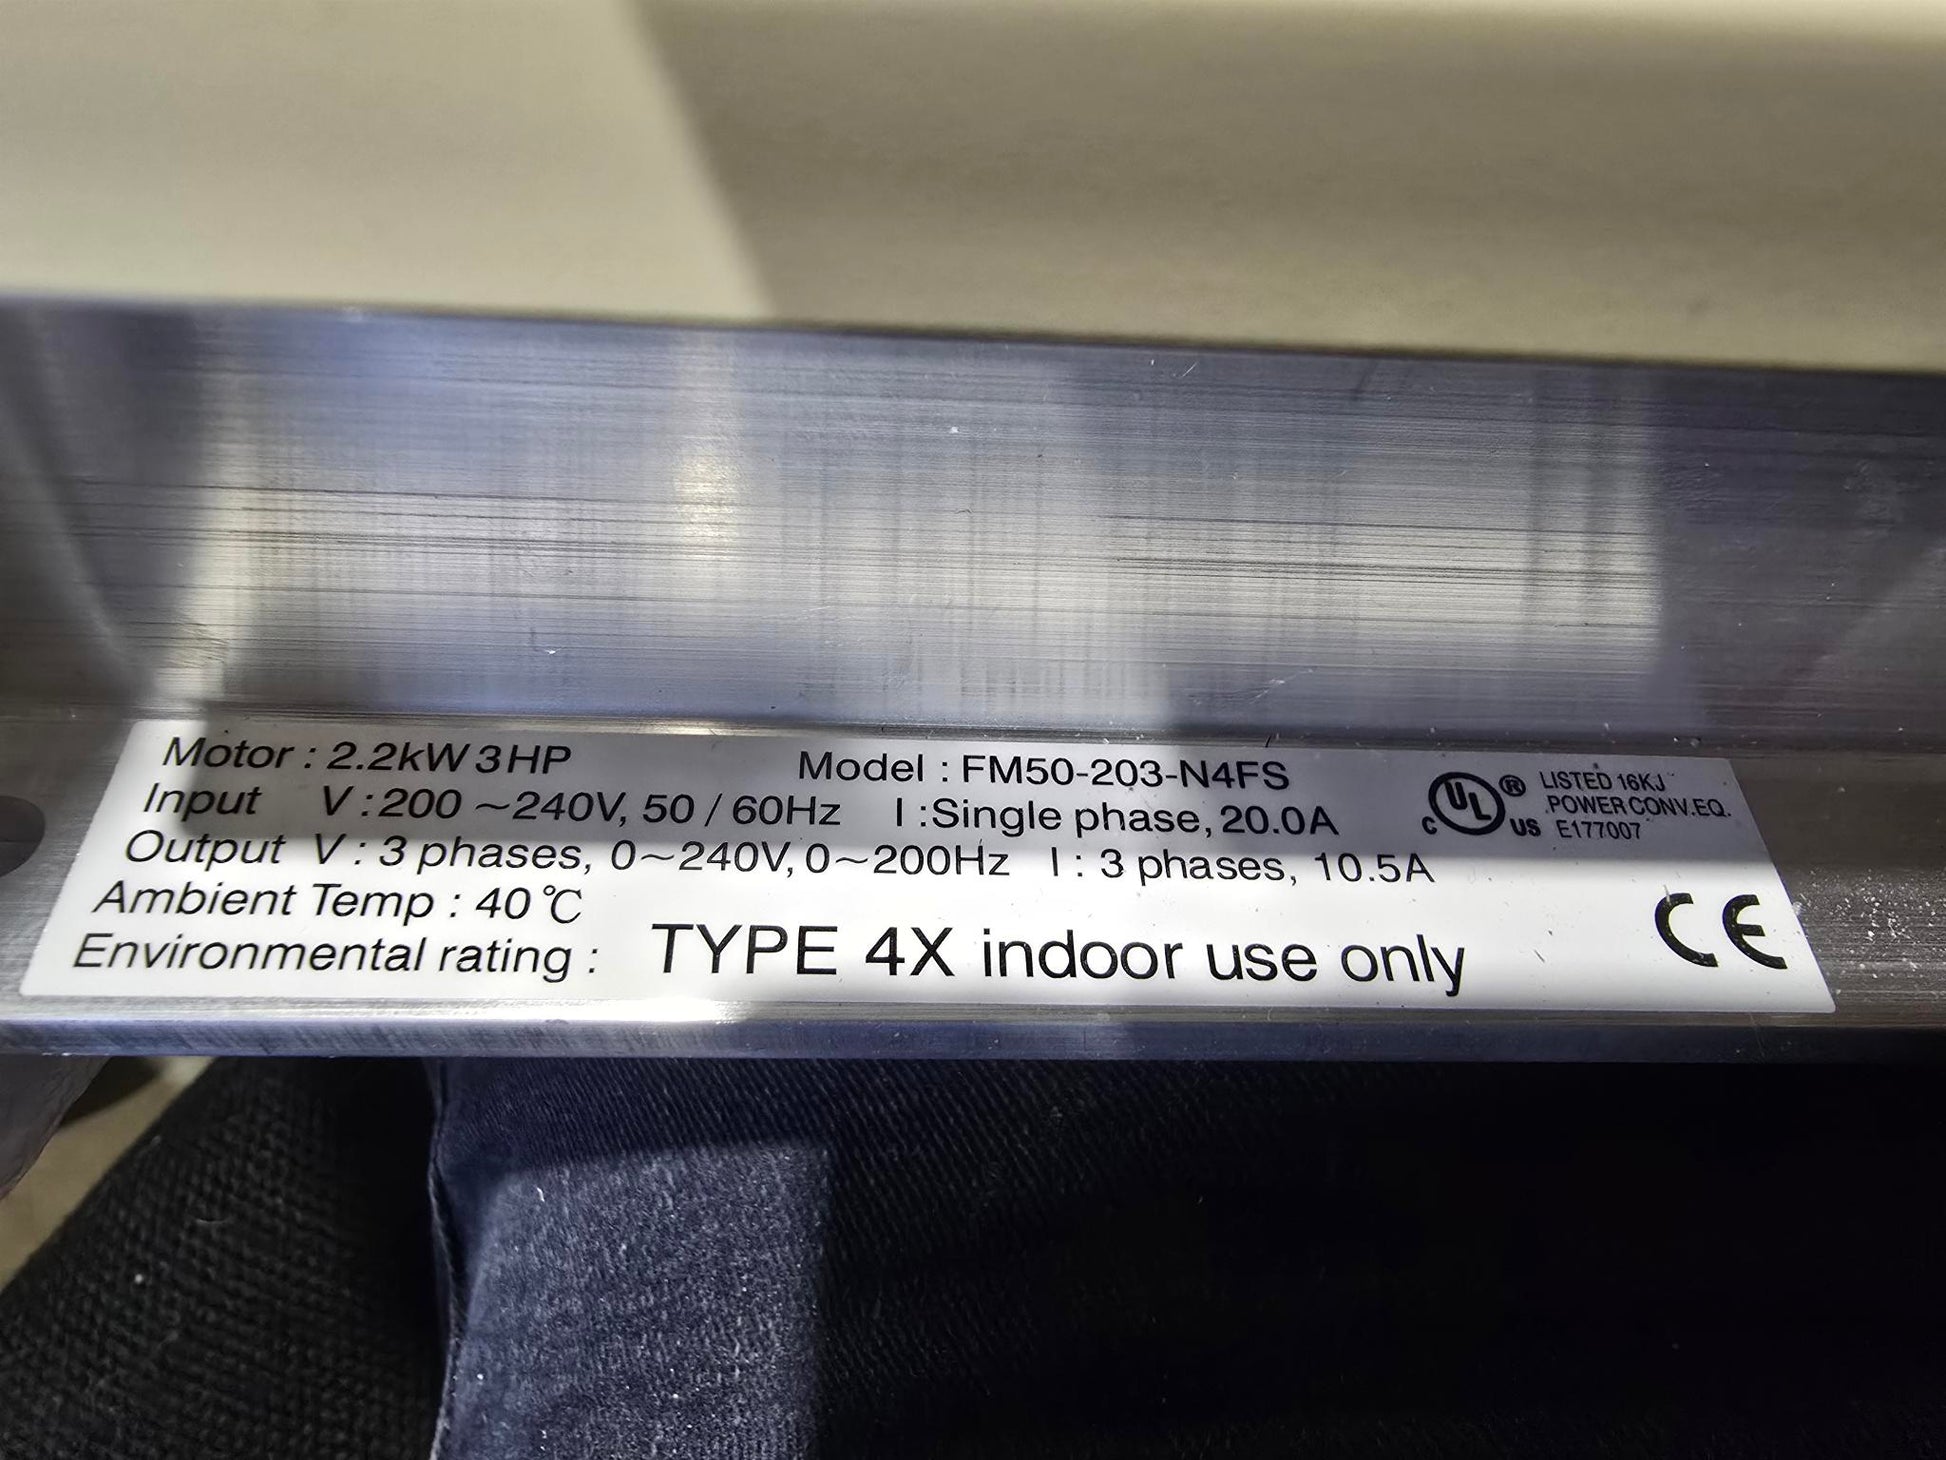 Motor : 2.2kW 3HP Model : FM50-203-N4FS
Input V : 200 ~240V, 50 / 60Hz I : Single phase, 20.0A
Output V : 3 phases, 0~240V, 0~200Hz I : 3 phases, 10.5A
Ambient Temp : 40℃
Environmental rating : TYPE 4X indoor use only
C UL ® US
LISTED 16KJ
POWER CONV.EQ.
E177007
CE